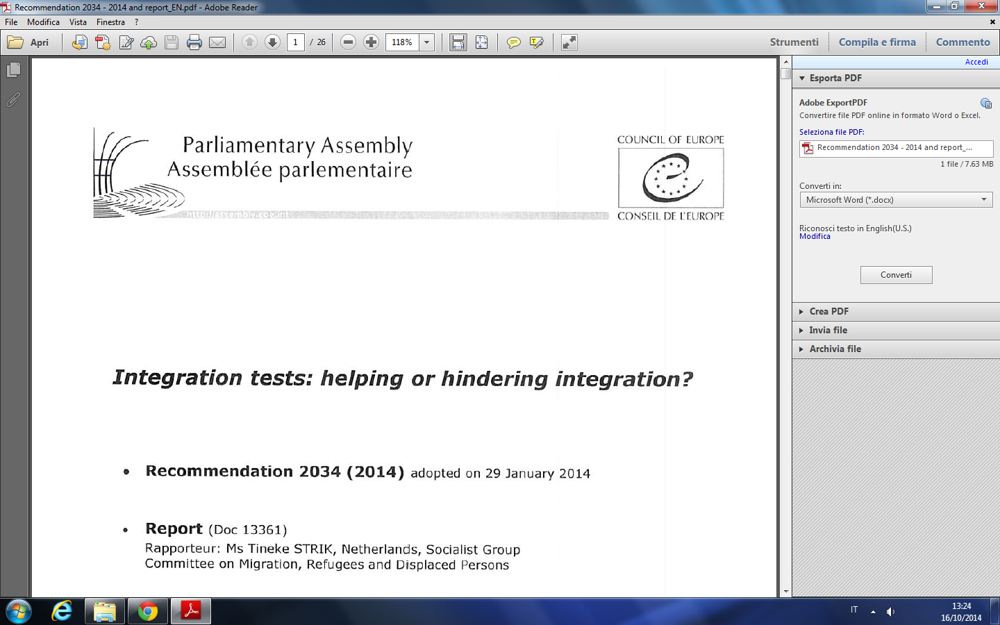 Recommendation 2034 - 2014 and report_EN.pdf - Adobe Reader
File Modifica Vista Finestra ?
Apri 1 / 26 118% Strumenti Compila e firma Commento
Accedi
Esporta PDF
Adobe ExportPDF
Convertire file PDF online in formato Word o Excel.
Seleziona file PDF:
Recommendation 2034 - 2014 and report_...
1 file / 7.63 MB
Converti in:
Microsoft Word (*.docx)
Riconosci testo in English(U.S.)
Modifica
Converti
Crea PDF
Invia file
Archivia file
Parliamentary Assembly
Assemblée parlementaire
http://assembly.coe.int
COUNCIL OF EUROPE
CONSEIL DE L'EUROPE
Integration tests: helping or hindering integration?
• Recommendation 2034 (2014) adopted on 29 January 2014
• Report (Doc 13361)
Rapporteur: Ms Tineke STRIK, Netherlands, Socialist Group
Committee on Migration, Refugees and Displaced Persons
IT
13:24
16/10/2014